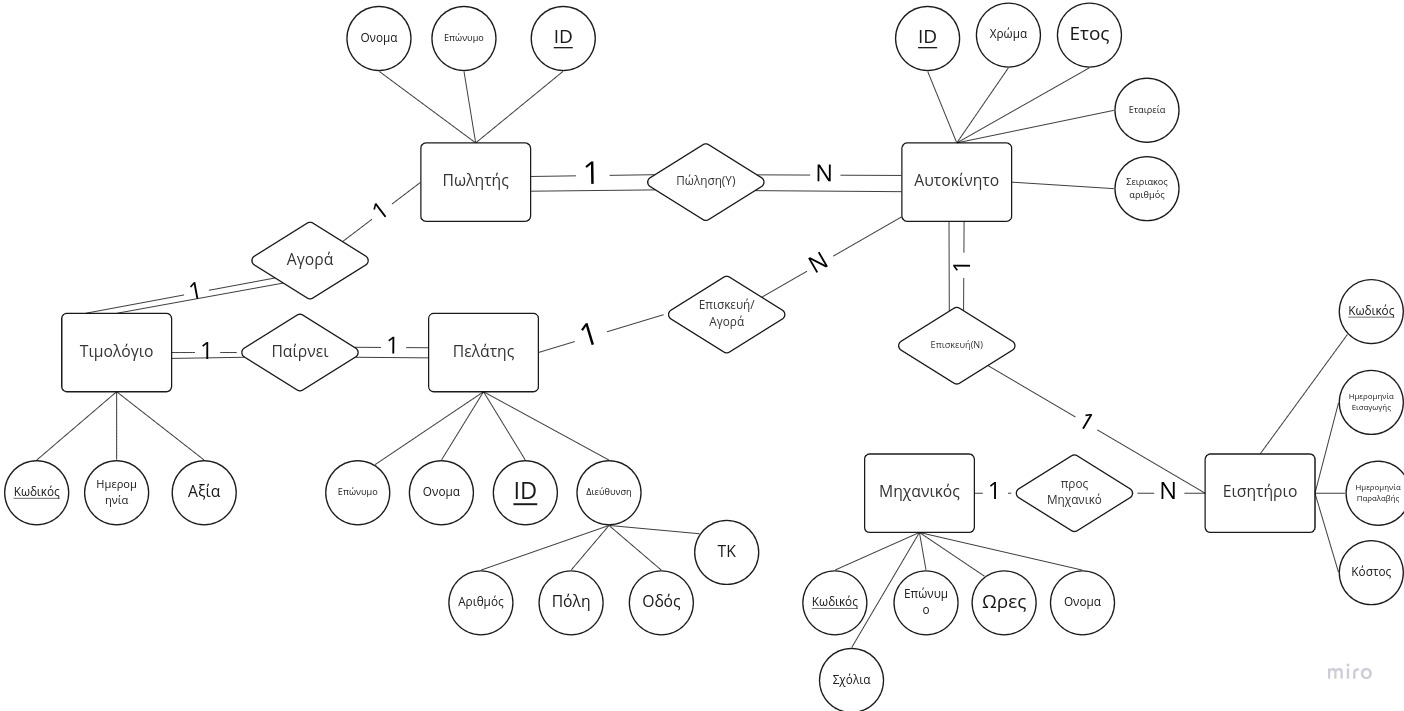 Ονομα
Επώνυμο
ID
ID
Χρώμα
Ετος
Εταιρεία
Σειριακος
αριθμός
Πωλητής
1
Πώληση(Υ)
N
Αυτοκίνητο
1
Αγορά
1
N
1
Επισκευή/
Αγορά
1
Τιμολόγιο
1
Παίρνει
1
Πελάτης
Επισκευή(Ν)
1
Κωδικός
Ημερομηνία
Εισαγωγής
Ημερομηνία
Παραλαβής
Κόστος
Μηχανικός
1
προς
Μηχανικό
N
Εισητήριο
Κωδικός
Ημερομ
ηνία
Αξία
Επώνυμο
Ονομα
ID
Διεύθυνση
Αριθμός
Πόλη
Οδός
ΤΚ
Κωδικός
Επώνυμ
ο
Ωρες
Ονομα
Σχόλια
miro